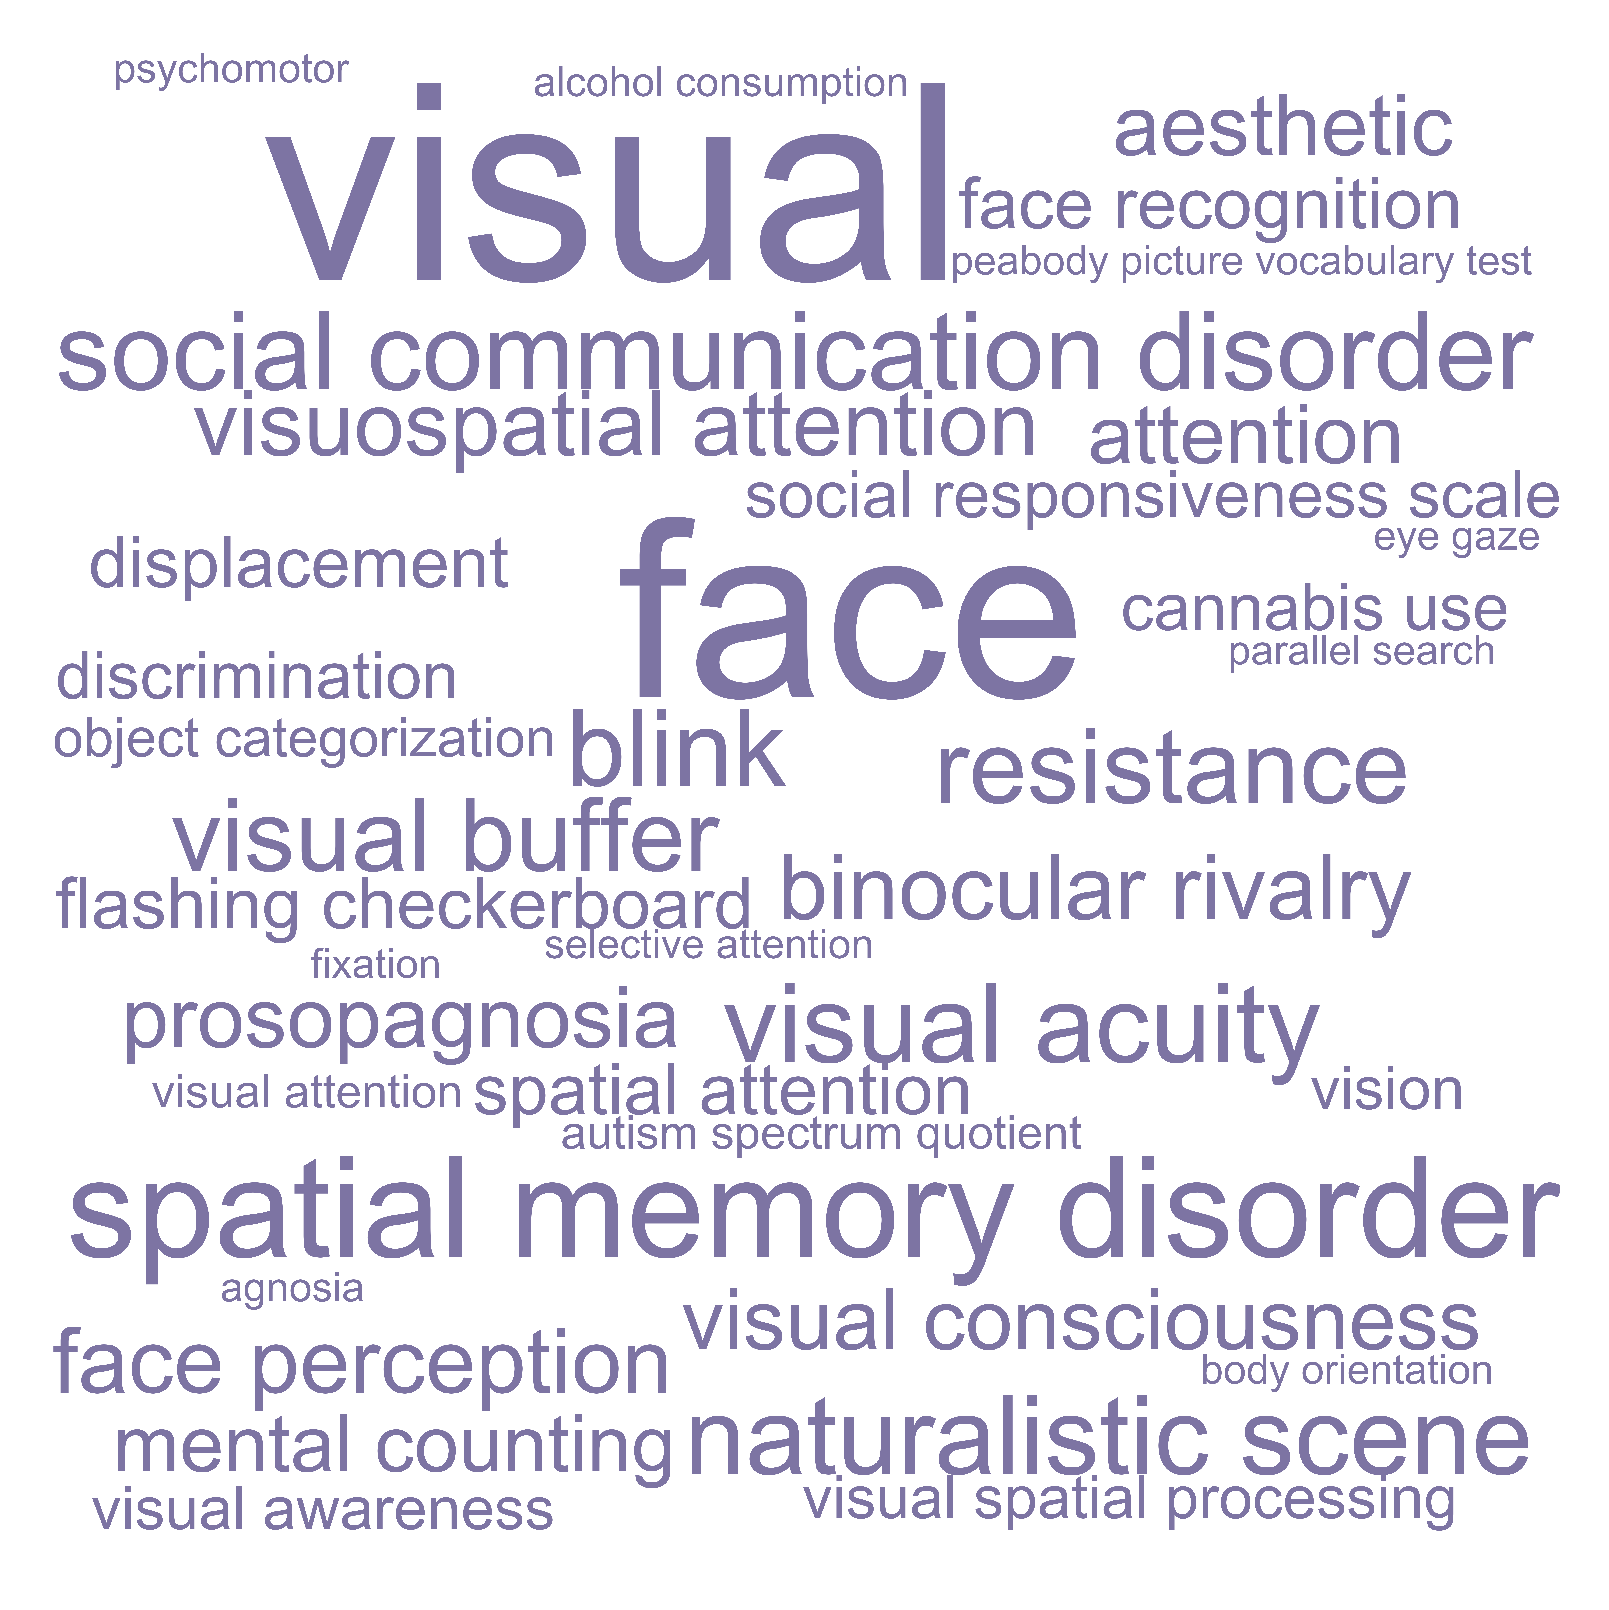 psychomotor
alcohol consumption
visual
aesthetic
face recognition
peabody picture vocabulary test
social communication disorder
visuospatial attention
attention
social responsiveness scale
eye gaze
displacement
face
cannabis use
parallel search
discrimination
object categorization
blink
resistance
visual buffer
binocular rivalry
flashing checkerboard
selective attention
fixation
prosopagnosia
visual acuity
visual attention
spatial attention
vision
autism spectrum quotient
spatial memory disorder
agnosia
visual consciousness
face perception
body orientation
mental counting
naturalistic scene
visual awareness
visual spatial processing